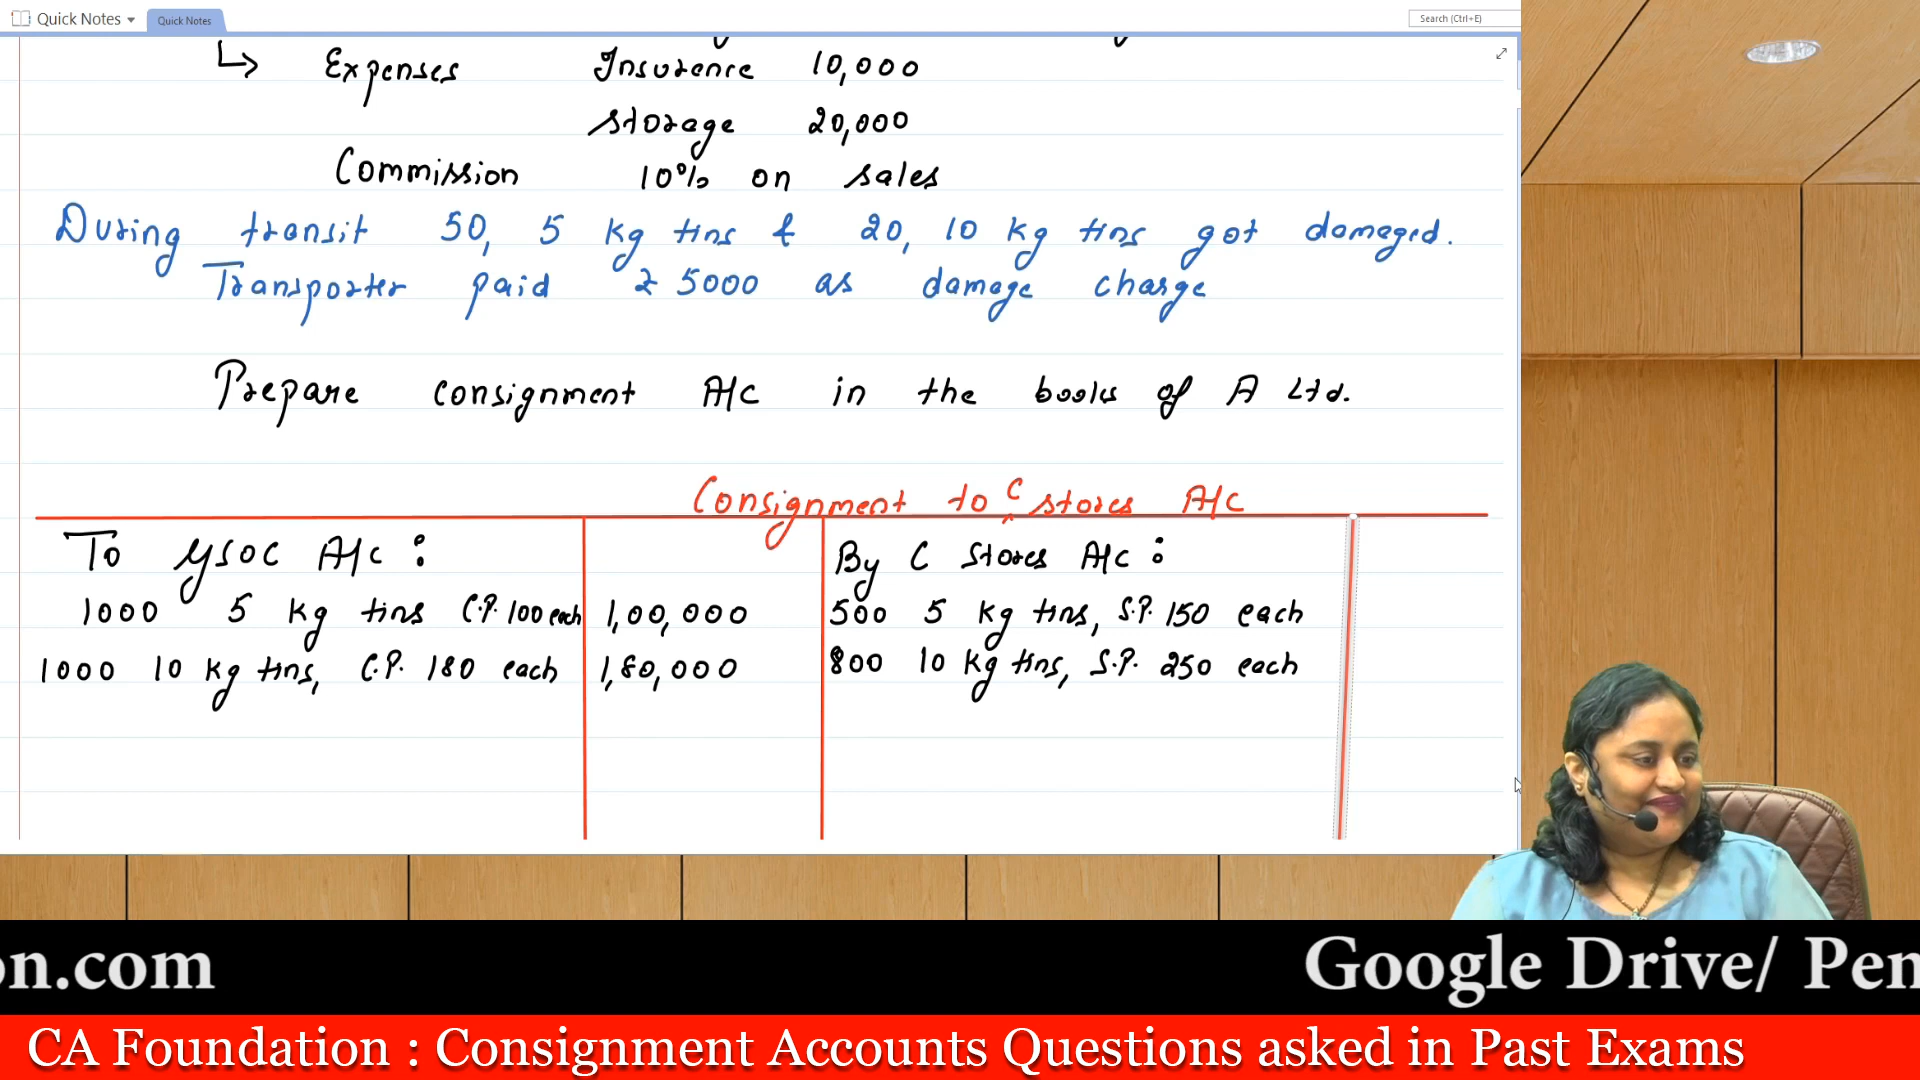 Quick Notes
Quick Notes
Search (Ctrl+E)
↳ Expenses Insurence 10,000
storage 20,000
Commission 10% on sales
During transit 50, 5 kg tins & 20, 10 kg tins got damaged.
Transporter paid ₹ 5000 as damage charge
Prepare consignment A/c in the books of A Ltd.
Consignment to C stores A/c
To GSOC A/c : By C stores A/c :
1000 5 kg tins C.P. 100 each 1,00,000 500 5 kg tins, S.P. 150 each
1000 10 kg tins, C.P. 180 each 1,80,000 800 10 kg tins, S.P. 250 each
on.com Google Drive/ Pen
CA Foundation : Consignment Accounts Questions asked in Past Exams